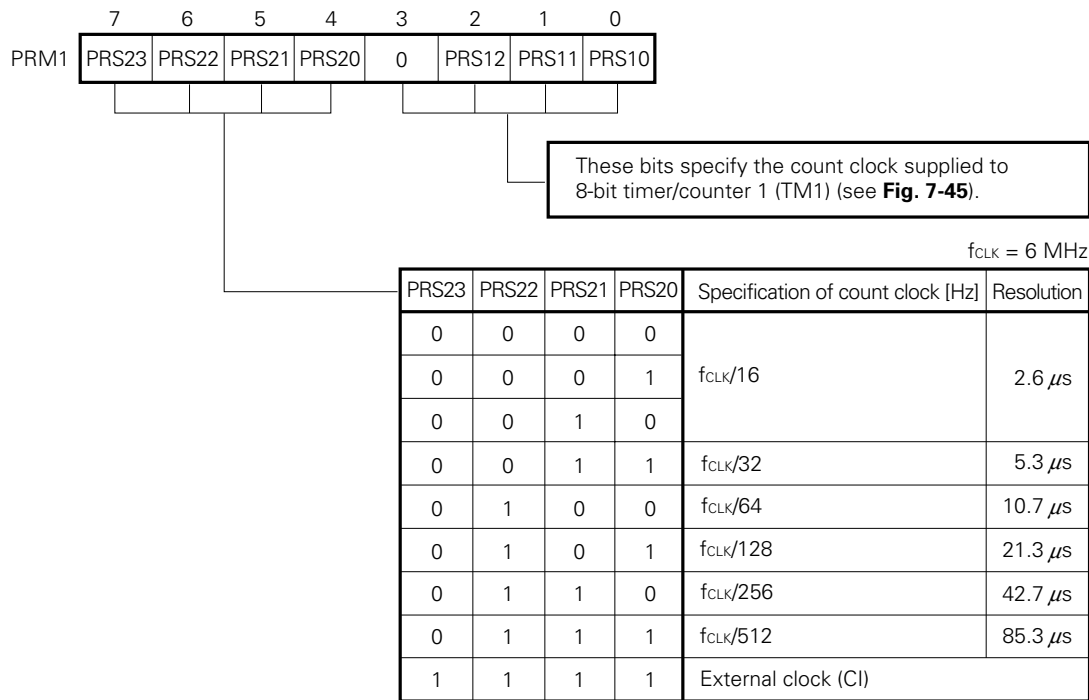 7 6 5 4 3 2 1 0
PRM1 PRS23 PRS22 PRS21 PRS20 0 PRS12 PRS11 PRS10
These bits specify the count clock supplied to
8-bit timer/counter 1 (TM1) (see Fig. 7-45).
fCLK = 6 MHz
PRS23 PRS22 PRS21 PRS20 Specification of count clock [Hz] Resolution
0 0 0 0
0 0 0 1 fCLK/16 2.6 μs
0 0 1 0
0 0 1 1 fCLK/32 5.3 μs
0 1 0 0 fCLK/64 10.7 μs
0 1 0 1 fCLK/128 21.3 μs
0 1 1 0 fCLK/256 42.7 μs
0 1 1 1 fCLK/512 85.3 μs
1 1 1 1 External clock (CI)